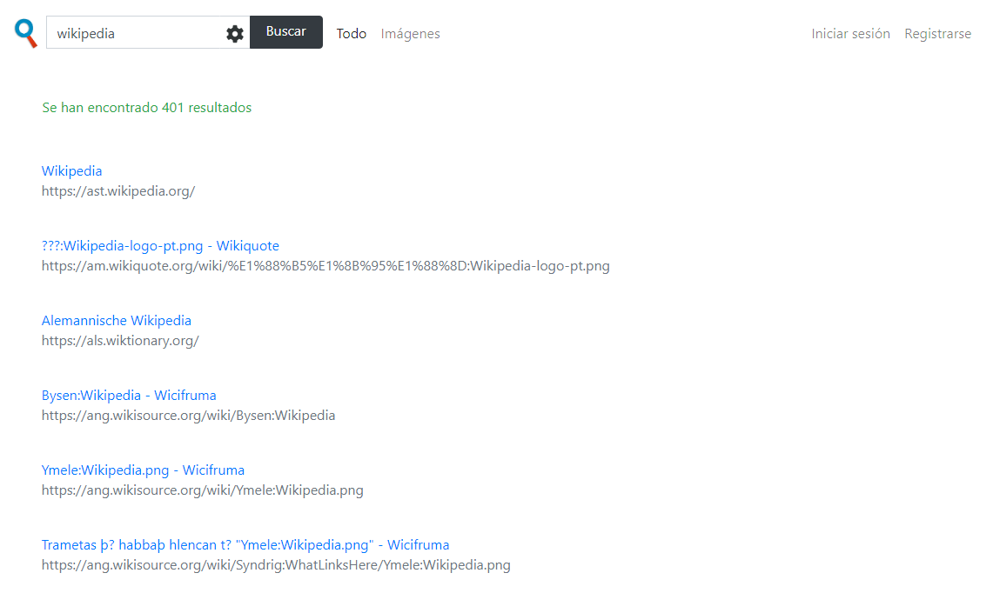 wikipedia Buscar Todo Imágenes Iniciar sesión Registrarse
Se han encontrado 401 resultados
Wikipedia
https://ast.wikipedia.org/
???:Wikipedia-logo-pt.png - Wikiquote
https://am.wikiquote.org/wiki/%E1%88%B5%E1%8B%95%E1%88%8D:Wikipedia-logo-pt.png
Alemannische Wikipedia
https://als.wiktionary.org/
Bysen:Wikipedia - Wicifruma
https://ang.wikisource.org/wiki/Bysen:Wikipedia
Ymele:Wikipedia.png - Wicifruma
https://ang.wikisource.org/wiki/Ymele:Wikipedia.png
Trametas þ? habbaþ hlencan t? "Ymele:Wikipedia.png" - Wicifruma
https://ang.wikisource.org/wiki/Syndrig:WhatLinksHere/Ymele:Wikipedia.png